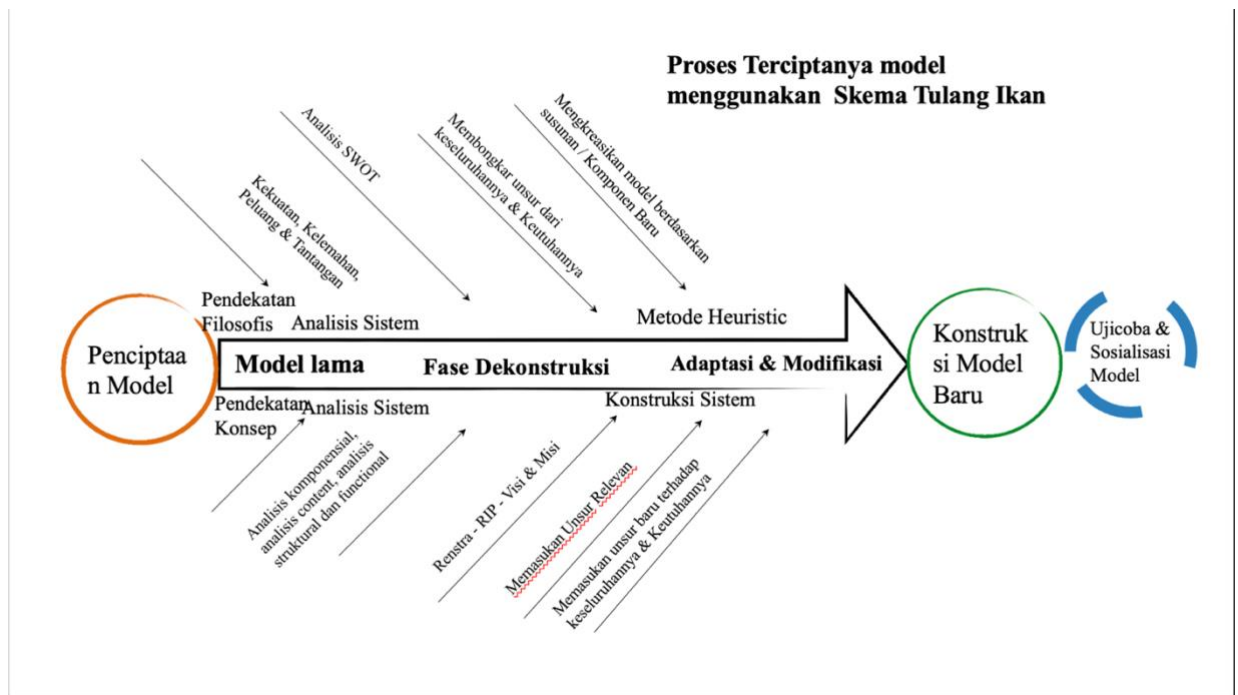 Proses Terciptanya model
menggunakan Skema Tulang Ikan
Analisis SWOT
Kekuatan, Kelemahan,
Peluang & Tantangan
Membongkar unsur dari
keseluruhannya & Keutuhannya
Mengkreasikan model berdasarkan
susunan / Komponen Baru
Pendekatan
Filosofis
Analisis Sistem
Metode Heuristic
Penciptaa
n Model
Model lama
Fase Dekonstruksi
Adaptasi & Modifikasi
Konstruk
si Model
Baru
Ujicoba &
Sosialisasi
Model
Pendekatan
Konsep
Analisis Sistem
Konstruksi Sistem
Analisis komponensial,
analisis content, analisis
struktural dan functional
Renstra - RIP - Visi & Misi
Memasukan Unsur Relevan
Memasukan unsur baru terhadap
keseluruhannya & Keutuhannya